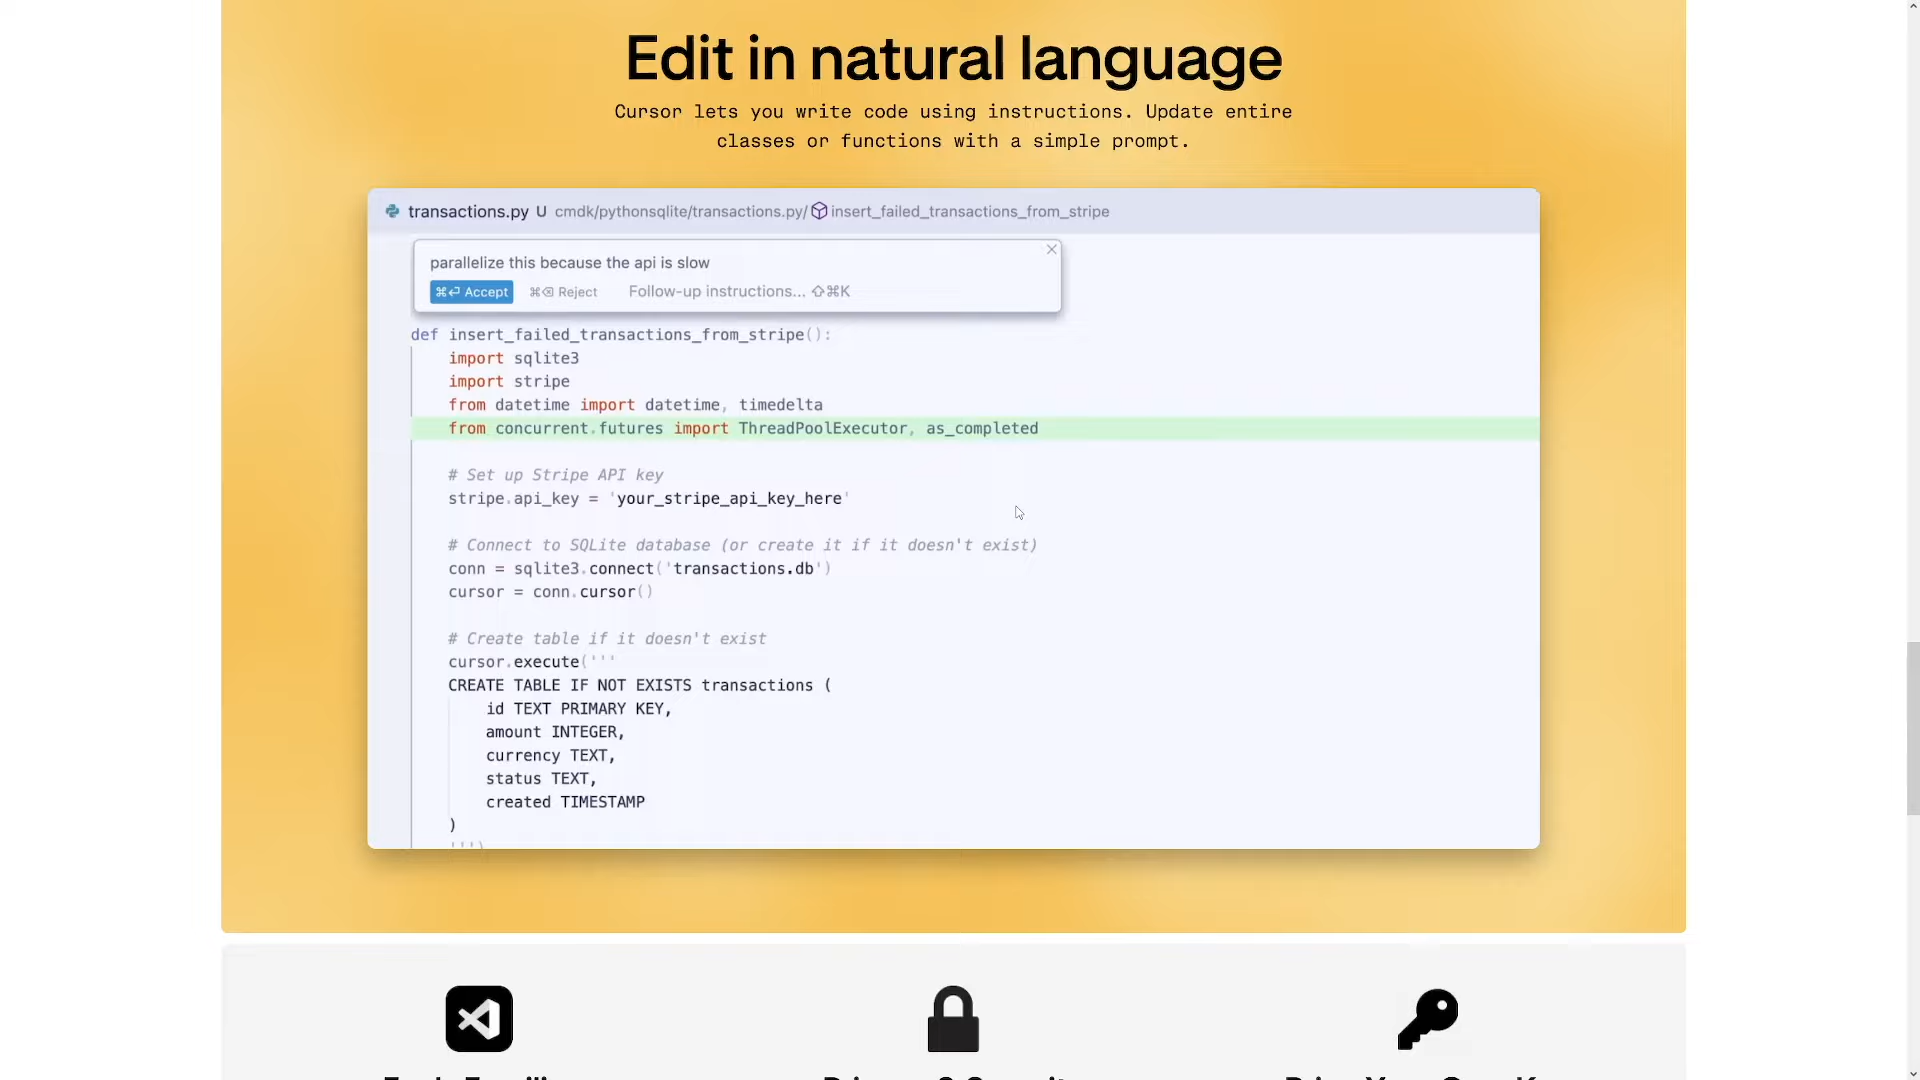 Edit in natural language
Cursor lets you write code using instructions. Update entire
classes or functions with a simple prompt.
transactions.py U cmdk/pythonsqlite/transactions.py/ insert_failed_transactions_from_stripe
parallelize this because the api is slow
⌘⏎ Accept ⌘⌫ Reject Follow-up instructions... ⇧⌘K
def insert_failed_transactions_from_stripe():
import sqlite3
import stripe
from datetime import datetime, timedelta
from concurrent.futures import ThreadPoolExecutor, as_completed
# Set up Stripe API key
stripe.api_key = 'your_stripe_api_key_here'
# Connect to SQLite database (or create it if it doesn't exist)
conn = sqlite3.connect('transactions.db')
cursor = conn.cursor()
# Create table if it doesn't exist
cursor.execute('''
CREATE TABLE IF NOT EXISTS transactions (
id TEXT PRIMARY KEY,
amount INTEGER,
currency TEXT,
status TEXT,
created TIMESTAMP
)
''')